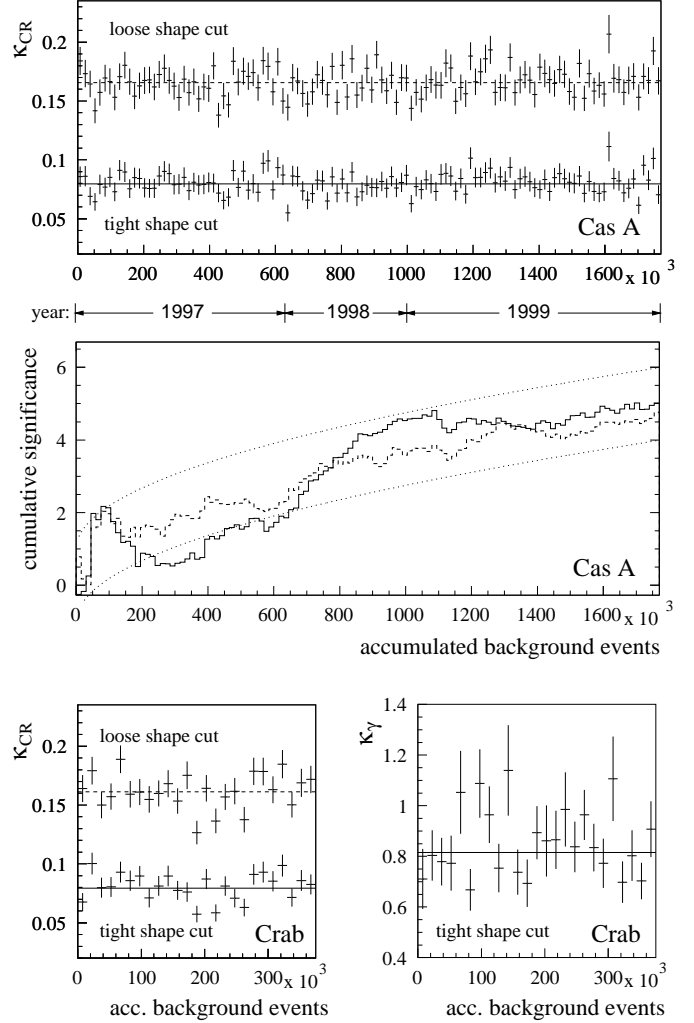 κCR
0.2
0.15
0.1
0.05
loose shape cut
tight shape cut
Cas A
0 200 400 600 800 1000 1200 1400 1600 x 10 3
year: 1997 1998 1999
cumulative significance
6
4
2
0
Cas A
0 200 400 600 800 1000 1200 1400 1600 x 10 3
accumulated background events
κCR
0.2
0.15
0.1
0.05
loose shape cut
tight shape cut
Crab
0 100 200 300 x 10 3
acc. background events
κγ
1.4
1.2
1
0.8
0.6
0.4
tight shape cut
Crab
0 100 200 300 x 10 3
acc. background events